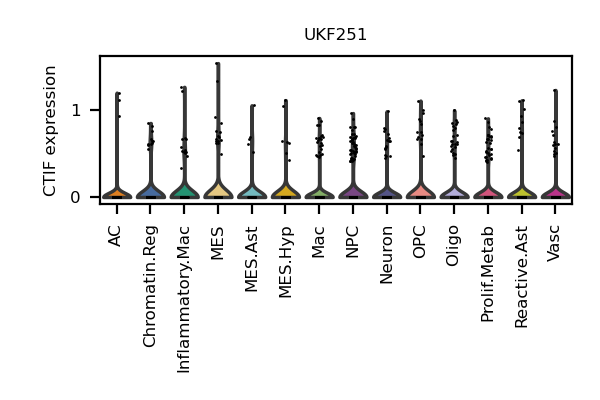 UKF251
CTIF expression
1
0
AC
Chromatin.Reg
Inflammatory.Mac
MES
MES.Ast
MES.Hyp
Mac
NPC
Neuron
OPC
Oligo
Prolif.Metab
Reactive.Ast
Vasc